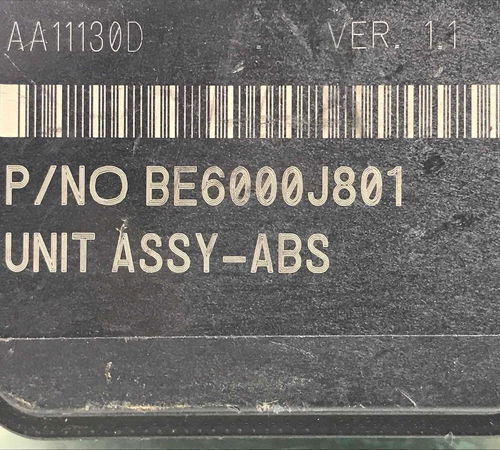 AA11130D VER. 1.1
P/NO BE6000J801
UNIT ASSY-ABS